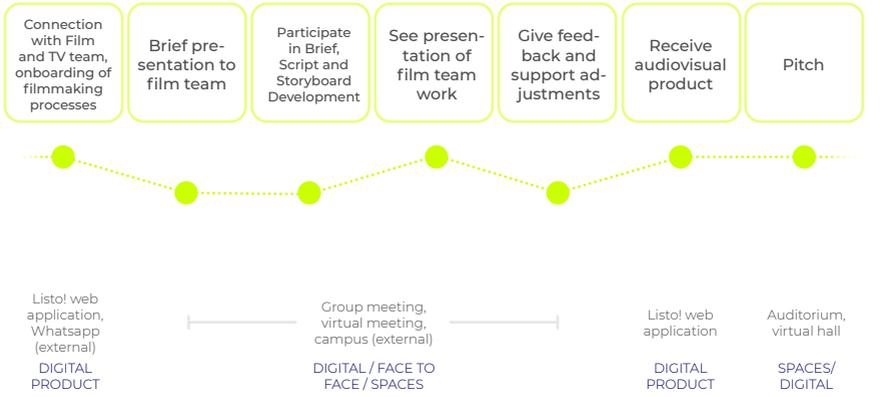 Connection
with Film
and TV team,
onboarding of
filmmaking
processes
Brief pre-
sentation to
film team
Participate
in Brief,
Script and
Storyboard
Development
See presen-
tation of
film team
work
Give feed-
back and
support ad-
justments
Receive
audiovisual
product
Pitch
Listo! web
application,
Whatsapp
(external)
DIGITAL
PRODUCT
Group meeting,
virtual meeting,
campus (external)
DIGITAL / FACE TO
FACE / SPACES
Listo! web
application
DIGITAL
PRODUCT
Auditorium,
virtual hall
SPACES/
DIGITAL